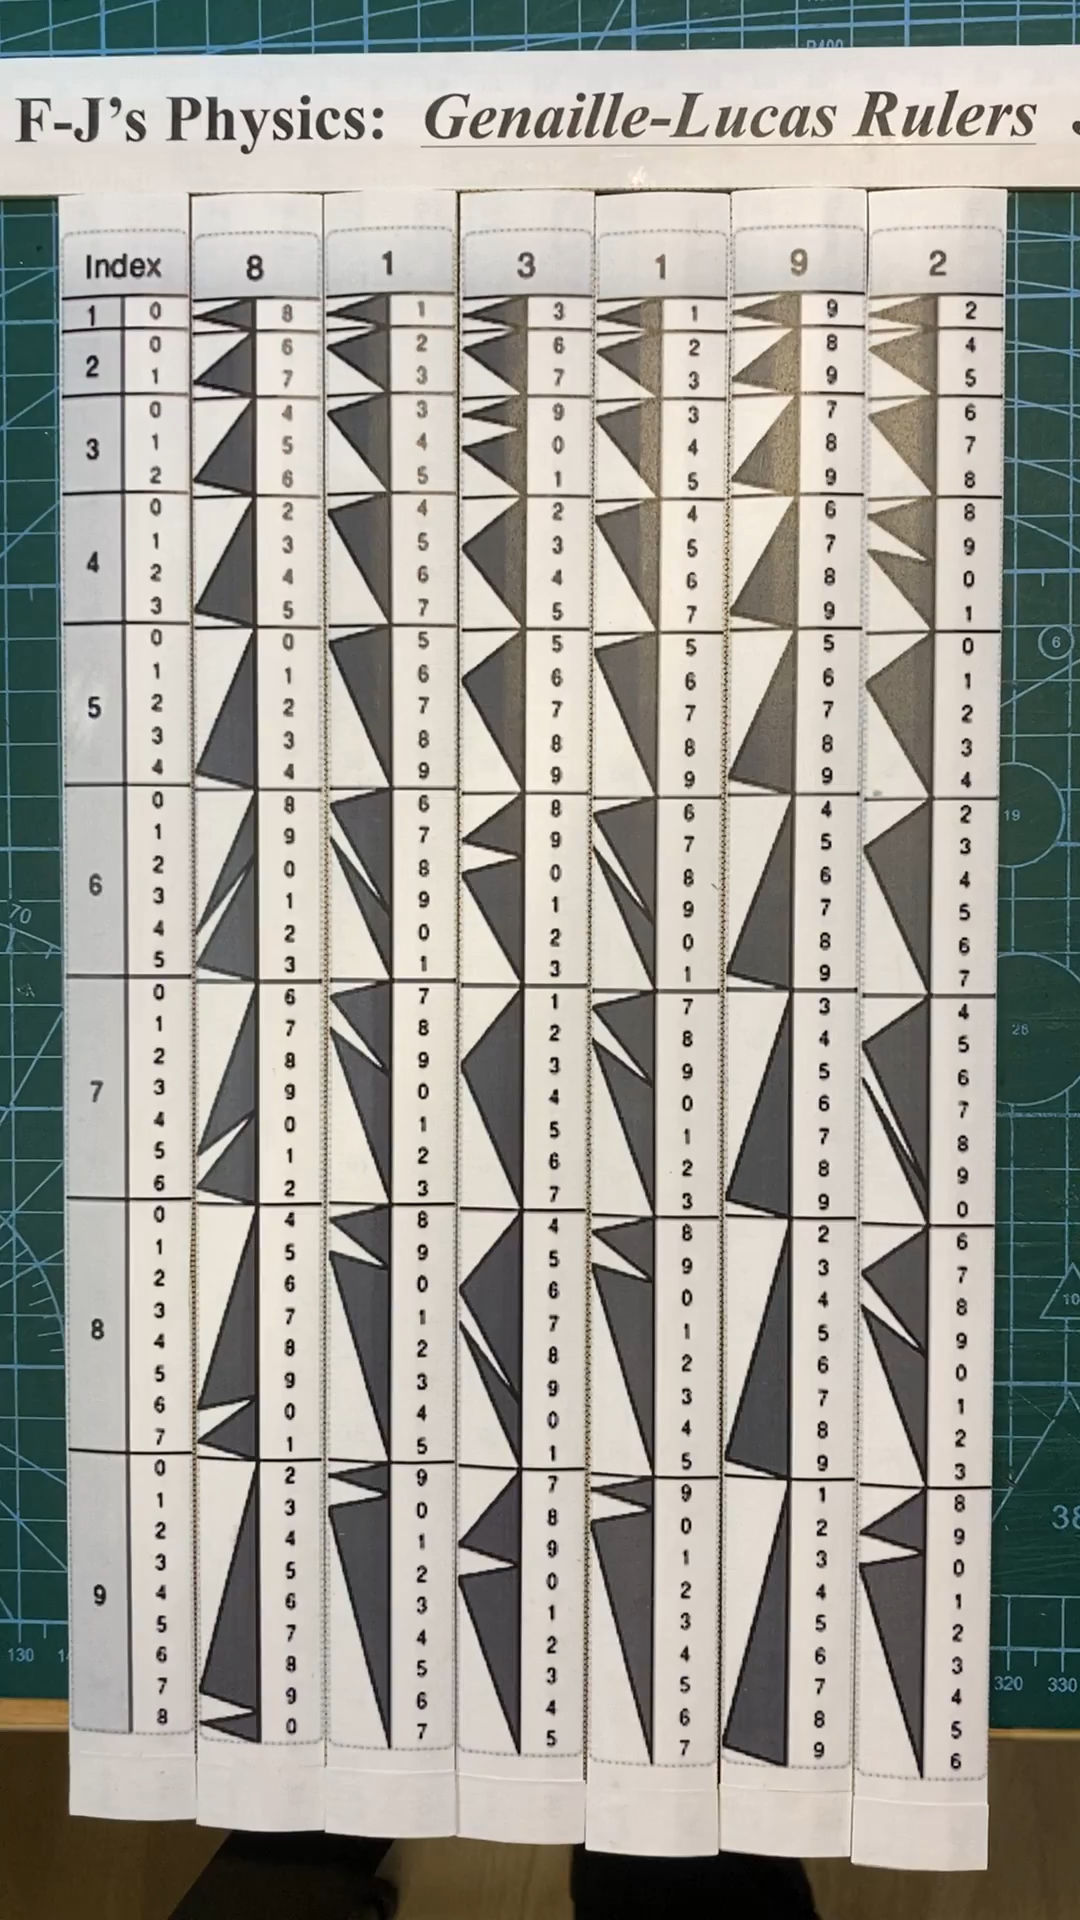 F-J's Physics: Genaille-Lucas Rulers
Index 8 1 3 1 9 2
1 0 8 1 3 1 9 2
2 0 6 2 6 2 8 4
1 7 3 7 3 9 5
0 4 3 9 3 7 6
3 1 5 4 0 4 8 7
2 6 5 1 5 9 8
0 2 4 2 4 6 8
4 1 3 5 3 5 7 9
2 4 6 4 6 8 0
3 5 7 5 7 9 1
0 0 5 5 5 5 0
1 1 6 6 6 6 1
5 2 2 7 7 7 7 2
3 3 8 8 8 8 3
4 4 9 9 9 9 4
0 8 6 8 6 4 2
1 9 7 9 7 5 3
6 2 0 8 0 8 6 4
3 1 9 1 9 7 5
4 2 0 2 0 8 6
5 3 1 3 1 9 7
0 6 7 1 7 3 4
1 7 8 2 8 4 5
2 8 9 3 9 5 6
7 3 9 0 4 0 6 7
4 0 1 5 1 7 8
5 1 2 6 2 8 9
6 2 3 7 3 9 0
0 4 8 4 8 2 6
1 5 9 5 9 3 7
2 6 0 6 0 4 8
8 3 7 1 7 1 5 9
4 8 2 8 2 6 0
5 9 3 9 3 7 1
6 0 4 0 4 8 2
7 1 5 1 5 9 3
0 2 9 7 9 1 8
1 3 0 8 0 2 9
2 4 1 9 1 3 0
3 5 2 0 2 4 1
9 4 6 3 1 3 5 2
5 7 4 2 4 6 3
6 8 5 3 5 7 4
7 9 6 4 6 8 5
8 0 7 5 7 9 6
6
19
70
26
10
38
130
320 330